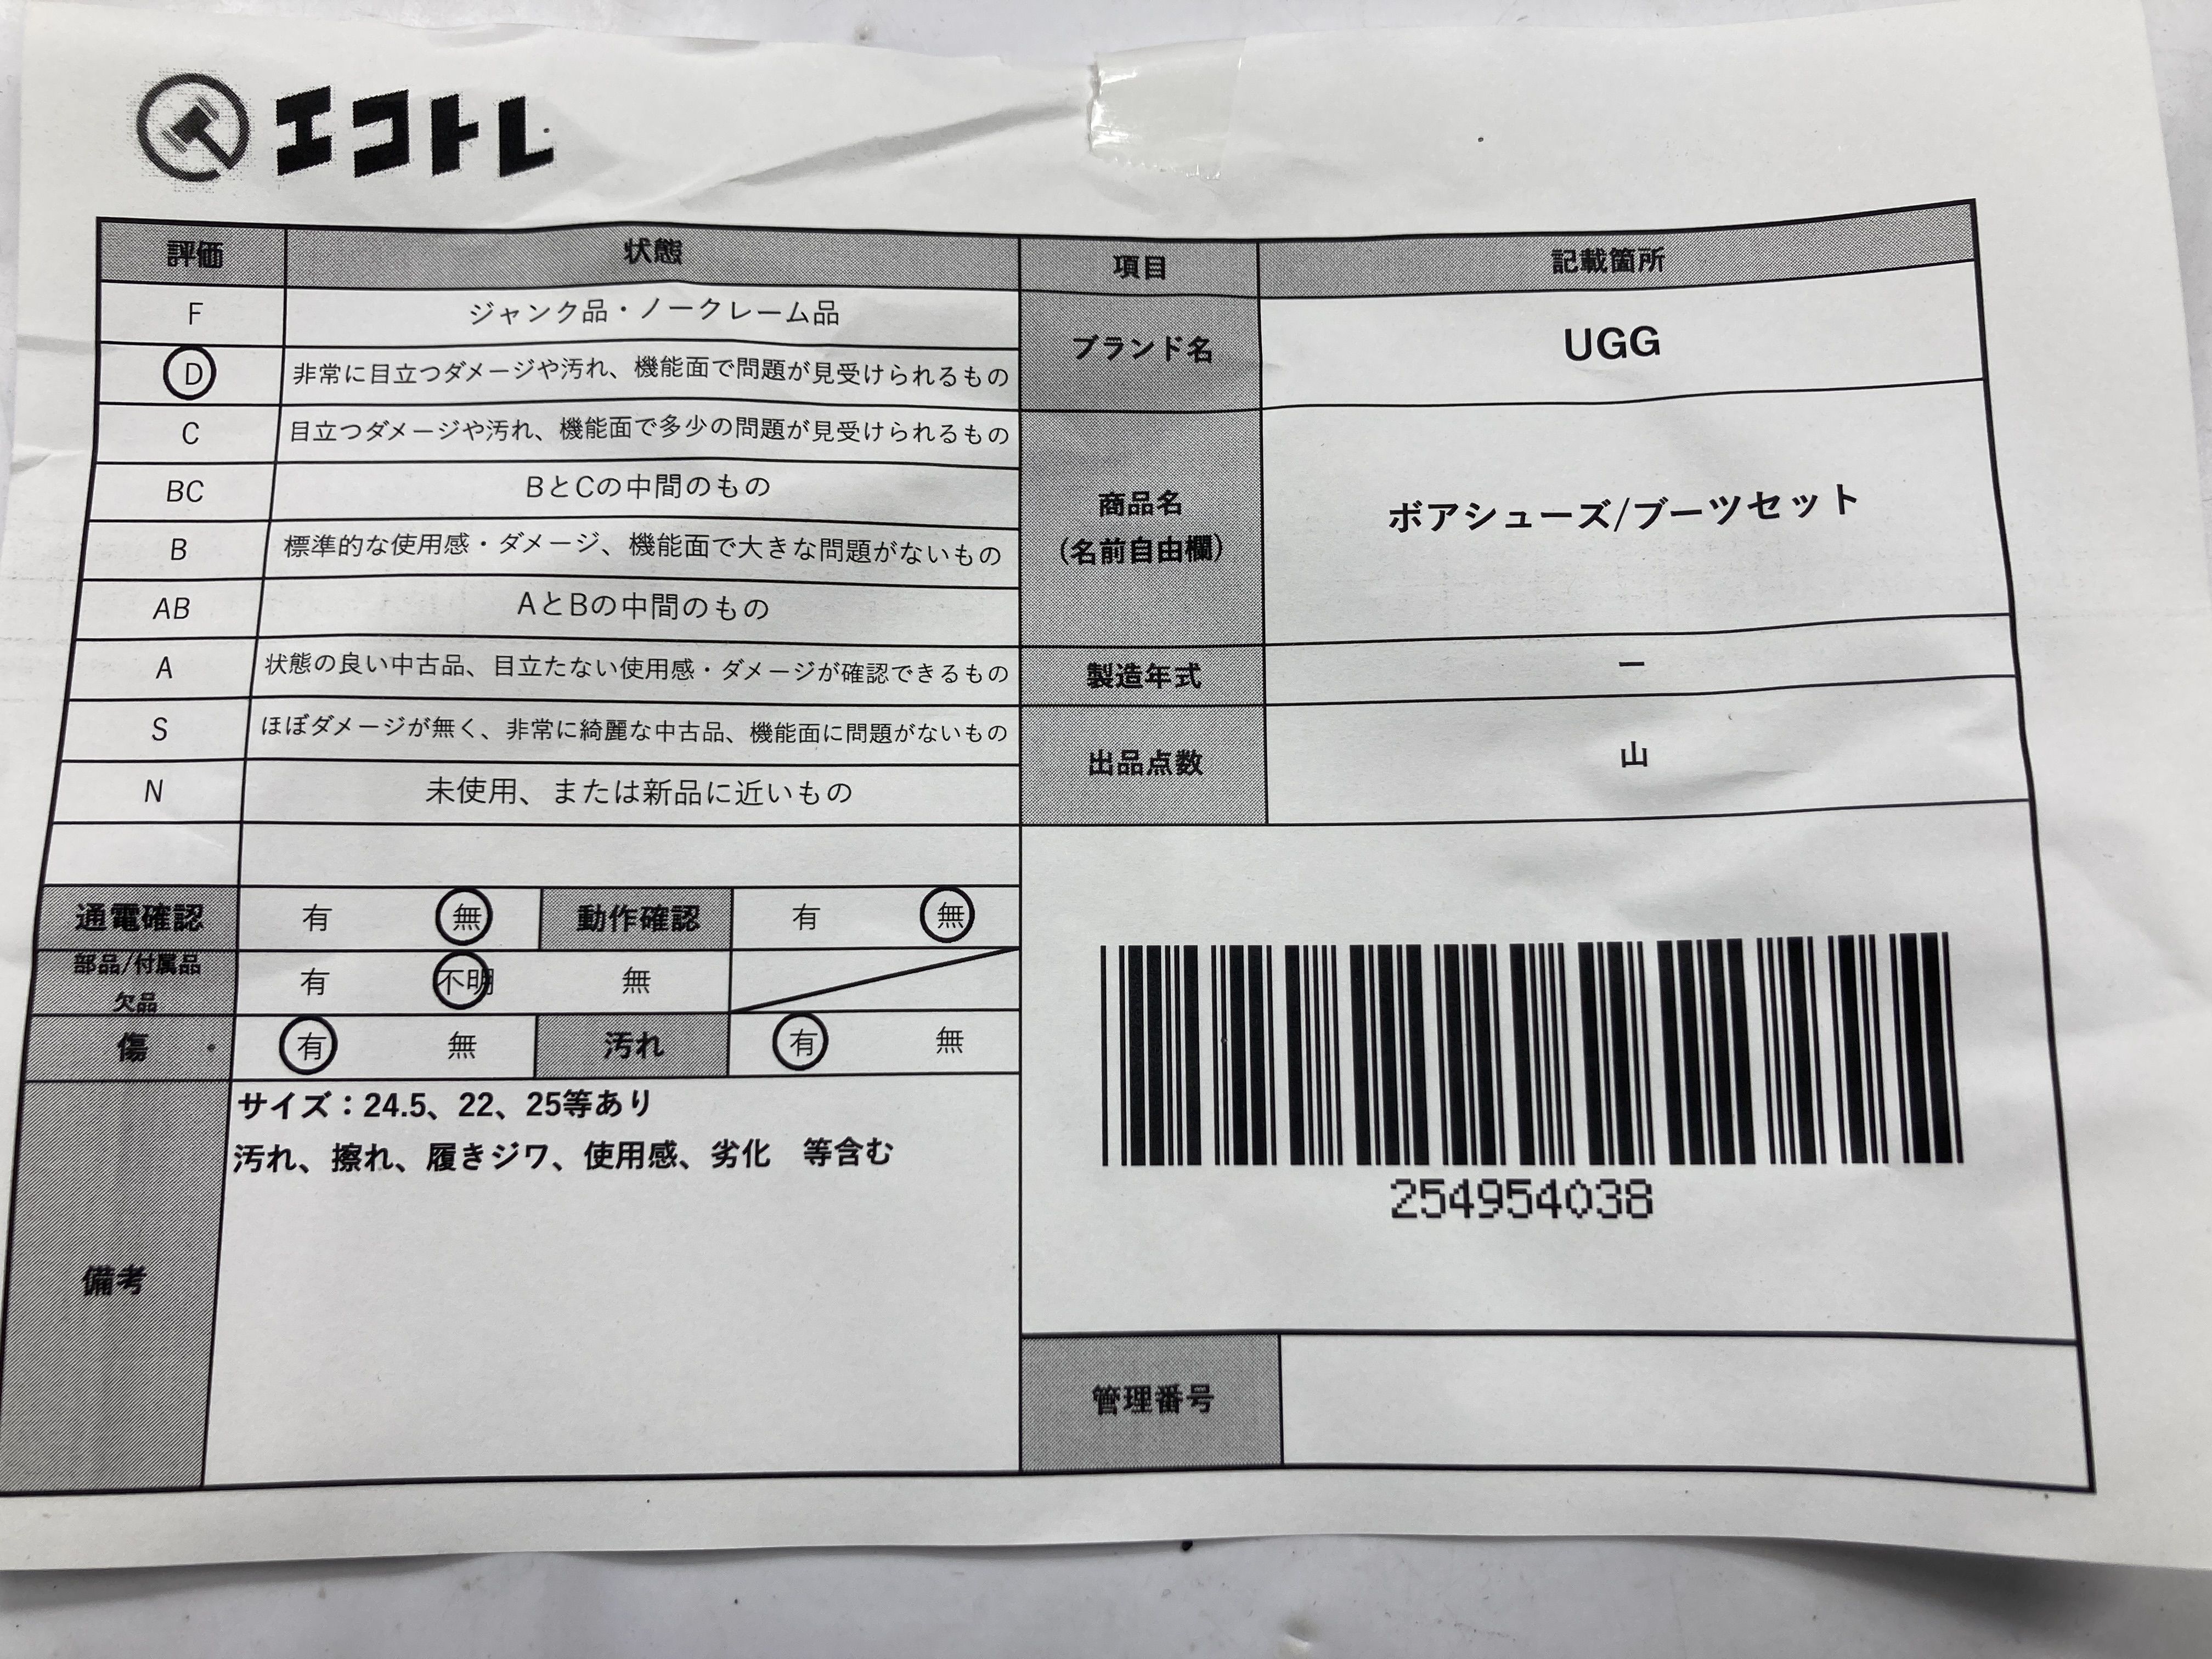 エコトレ
評価 状態 項目 記載箇所
F ジャンク品・ノークレーム品
D 非常に目立つダメージや汚れ、機能面で問題が見受けられるもの
C 目立つダメージや汚れ、機能面で多少の問題が見受けられるもの
BC BとCの中間のもの
B 標準的な使用感・ダメージ、機能面で大きな問題がないもの
AB AとBの中間のもの
A 状態の良い中古品、目立たない使用感・ダメージが確認できるもの
S ほぼダメージが無く、非常に綺麗な中古品、機能面に問題がないもの
N 未使用、または新品に近いもの
通電確認 有 無 動作確認 有 無
部品/付属品
欠品
有 不明 無
傷 有 無 汚れ 有 無
備考
サイズ：24.5、22、25等あり
汚れ、擦れ、履きジワ、使用感、劣化 等含む
ブランド名 UGG
商品名
(名前自由欄)
ボアシューズ/ブーツセット
製造年式 ー
出品点数 山
254954038
管理番号